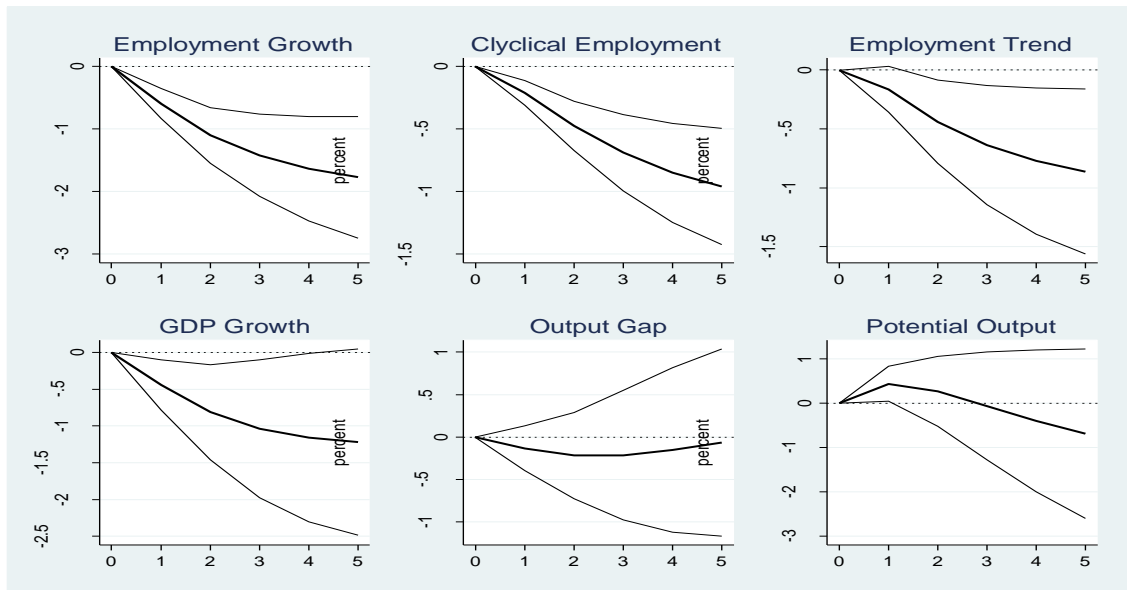 Employment Growth
0
-1
-2
-3
0 1 2 3 4 5
Clyclical Employment
percent
0
-.5
-1
-1.5
0 1 2 3 4 5
Employment Trend
percent
0
-.5
-1
-1.5
0 1 2 3 4 5
GDP Growth
0
-.5
-1
-1.5
-2
-2.5
0 1 2 3 4 5
Output Gap
percent
1
.5
0
-.5
-1
0 1 2 3 4 5
Potential Output
percent
1
0
-1
-2
-3
0 1 2 3 4 5